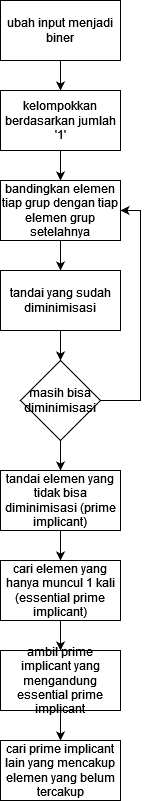 ubah input menjadi
biner
kelompokkan
berdasarkan jumlah
'1'
bandingkan elemen
tiap grup dengan tiap
elemen grup
setelahnya
tandai yang sudah
diminimisasi
masih bisa
diminimisasi
tandai elemen yang
tidak bisa
diminimisasi (prime
implicant)
cari elemen yang
hanya muncul 1 kali
(essential prime
implicant)
ambil prime
implicant yang
mengandung
essential prime
implicant
cari prime implicant
lain yang mencakup
elemen yang belum
tercakup